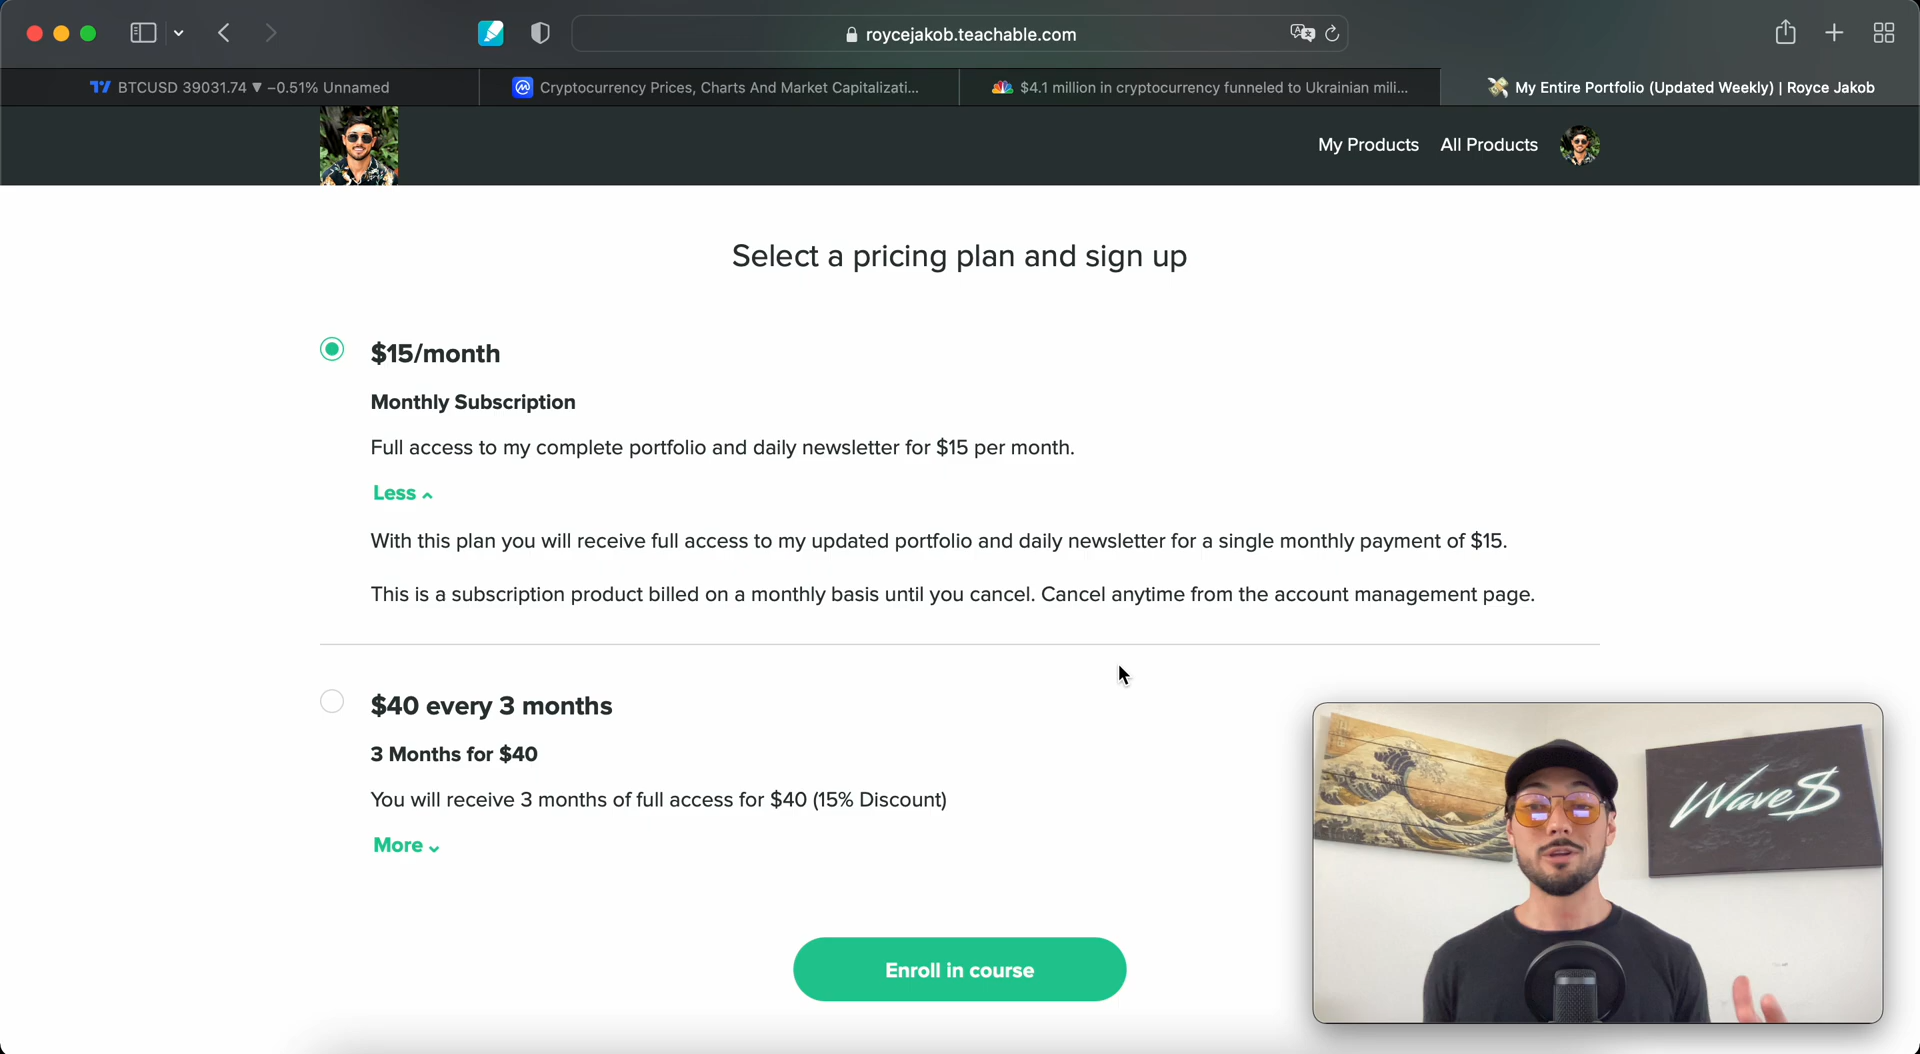 roycejakob.teachable.com
BTCUSD 39031.74 ▼ −0.51% Unnamed
Cryptocurrency Prices, Charts And Market Capitalizati...
$4.1 million in cryptocurrency funneled to Ukrainian mili...
My Entire Portfolio (Updated Weekly) | Royce Jakob
My Products
All Products
Select a pricing plan and sign up
$15/month
Monthly Subscription
Full access to my complete portfolio and daily newsletter for $15 per month.
Less
With this plan you will receive full access to my updated portfolio and daily newsletter for a single monthly payment of $15.
This is a subscription product billed on a monthly basis until you cancel. Cancel anytime from the account management page.
$40 every 3 months
3 Months for $40
You will receive 3 months of full access for $40 (15% Discount)
More
Enroll in course
Wave$